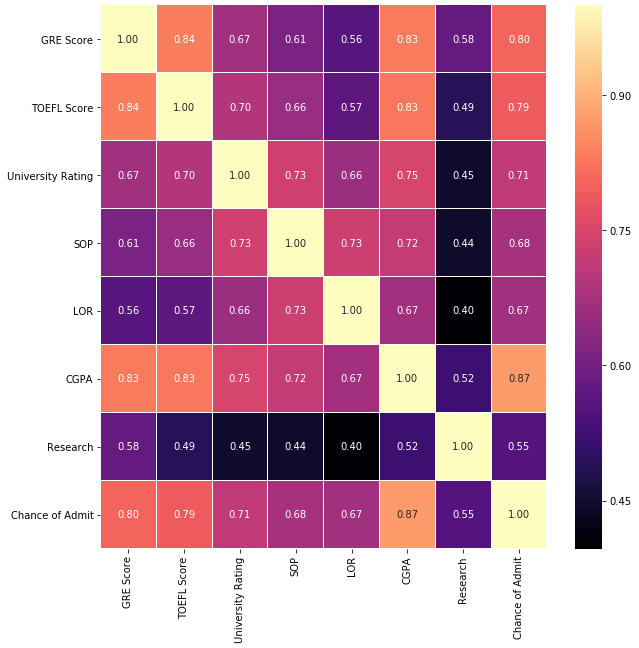 GRE Score 1.00 0.84 0.67 0.61 0.56 0.83 0.58 0.80
TOEFL Score 0.84 1.00 0.70 0.66 0.57 0.83 0.49 0.79
University Rating 0.67 0.70 1.00 0.73 0.66 0.75 0.45 0.71
SOP 0.61 0.66 0.73 1.00 0.73 0.72 0.44 0.68
LOR 0.56 0.57 0.66 0.73 1.00 0.67 0.40 0.67
CGPA 0.83 0.83 0.75 0.72 0.67 1.00 0.52 0.87
Research 0.58 0.49 0.45 0.44 0.40 0.52 1.00 0.55
Chance of Admit 0.80 0.79 0.71 0.68 0.67 0.87 0.55 1.00
GRE Score
TOEFL Score
University Rating
SOP
LOR
CGPA
Research
Chance of Admit
0.90
0.75
0.60
0.45